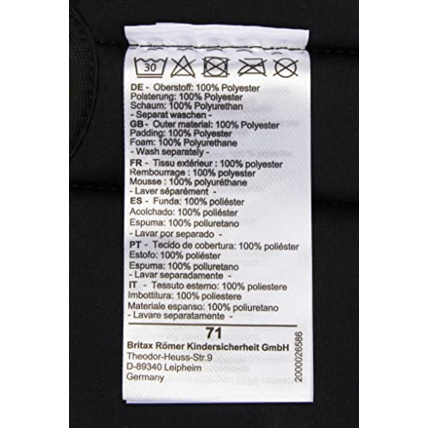 30
DE - Oberstoff: 100% Polyester
Polsterung: 100% Polyester
Schaum: 100% Polyurethan
- Separat waschen -
GB - Outer material: 100% Polyester
Padding: 100% Polyester
Foam: 100% Polyurethane
- Wash separately -
FR - Tissu extérieur : 100% polyester
Rembourrage : 100% polyester
Mousse : 100% polyuréthane
- Laver séparément -
ES - Funda: 100% poliéster
Acolchado: 100% poliéster
Espuma: 100% poliuretano
- Lavar por separado -
PT - Tecido de cobertura: 100% poliéster
Estofo: 100% poliéster
Espuma: 100% poliuretano
- Lavar separadamente -
IT - Tessuto esterno: 100% poliestere
Imbottitura: 100% poliestere
Materiale espanso: 100% poliuretano
- Lavare separatamente -
71
Britax Römer Kindersicherheit GmbH
Theodor-Heuss-Str.9
D-89340 Leipheim
Germany
2000026586